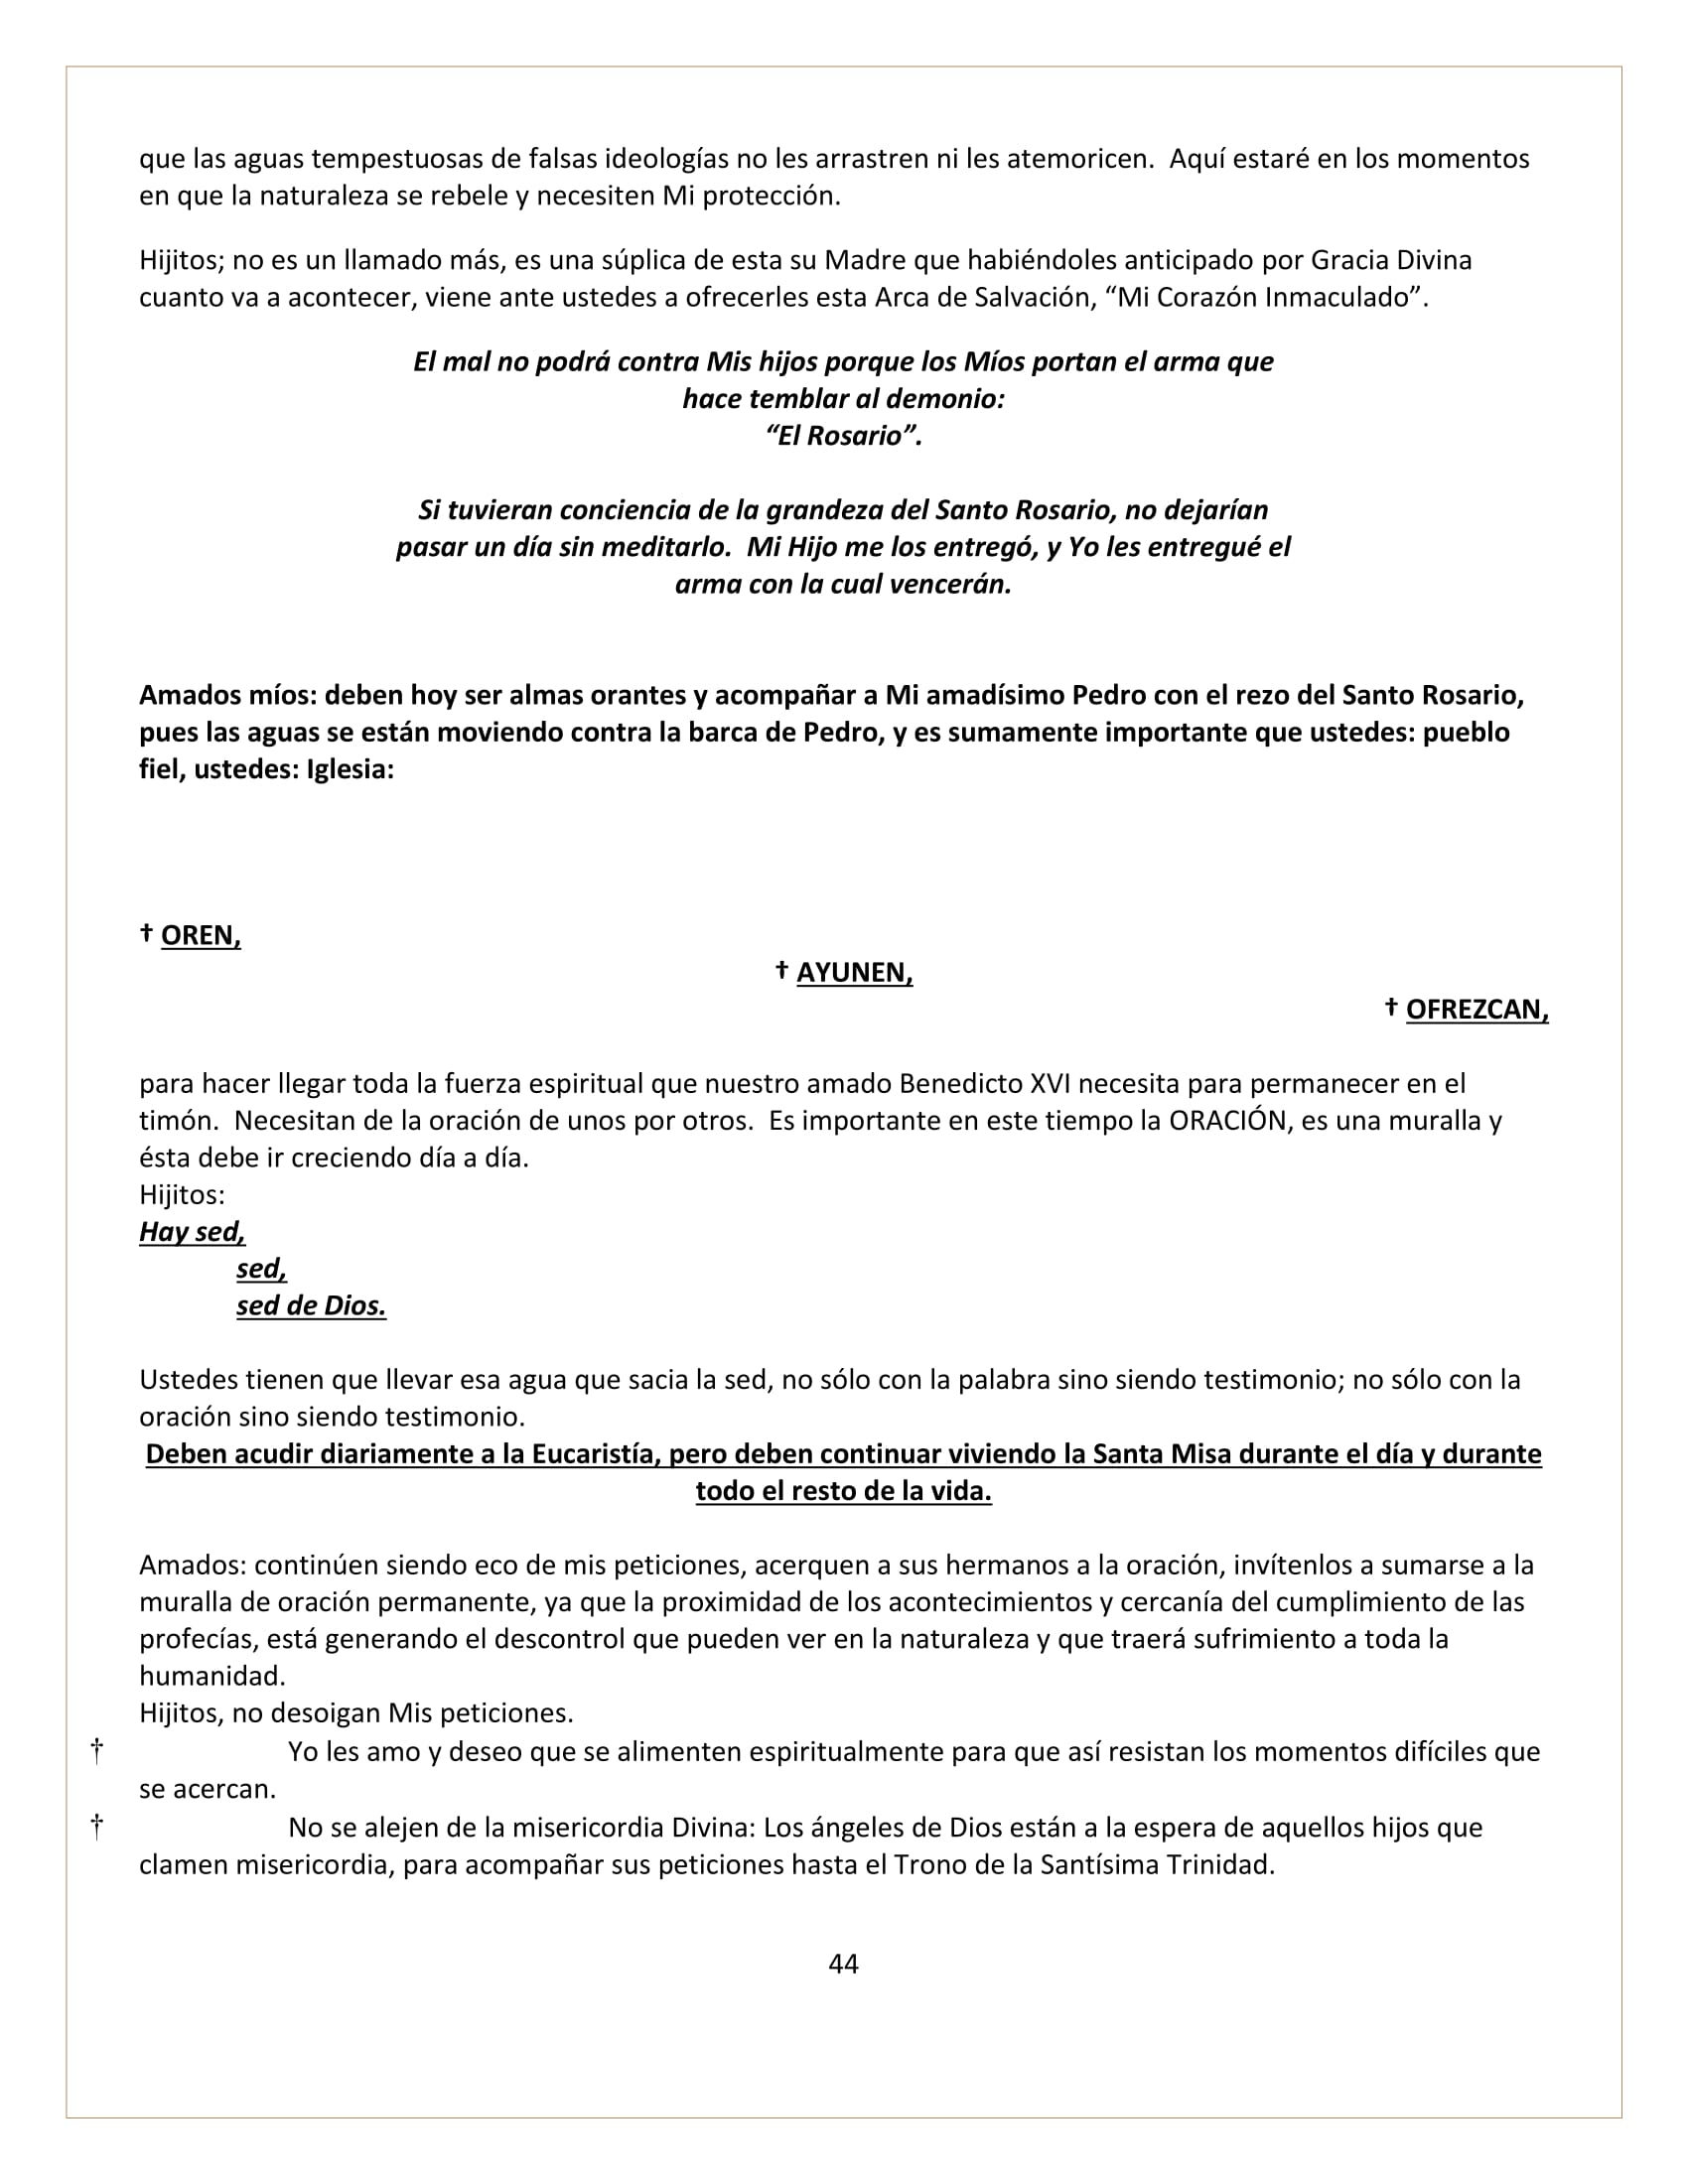 que las aguas tempestuosas de falsas ideologías no les arrastren ni les atemoricen.  Aquí estaré en los momentos
en que la naturaleza se rebele y necesiten Mi protección.
Hijitos; no es un llamado más, es una súplica de esta su Madre que habiéndoles anticipado por Gracia Divina
cuanto va a acontecer, viene ante ustedes a ofrecerles esta Arca de Salvación, “Mi Corazón Inmaculado”.
El mal no podrá contra Mis hijos porque los Míos portan el arma que
hace temblar al demonio:
“El Rosario”.
Si tuvieran conciencia de la grandeza del Santo Rosario, no dejarían
pasar un día sin meditarlo.  Mi Hijo me los entregó, y Yo les entregué el
arma con la cual vencerán.
Amados míos: deben hoy ser almas orantes y acompañar a Mi amadísimo Pedro con el rezo del Santo Rosario,
pues las aguas se están moviendo contra la barca de Pedro, y es sumamente importante que ustedes: pueblo
fiel, ustedes: Iglesia:
† OREN,
† AYUNEN,
† OFREZCAN,
para hacer llegar toda la fuerza espiritual que nuestro amado Benedicto XVI necesita para permanecer en el
timón.  Necesitan de la oración de unos por otros.  Es importante en este tiempo la ORACIÓN, es una muralla y
ésta debe ir creciendo día a día.
Hijitos:
Hay sed,
sed,
sed de Dios.
Ustedes tienen que llevar esa agua que sacia la sed, no sólo con la palabra sino siendo testimonio; no sólo con la
oración sino siendo testimonio.
Deben acudir diariamente a la Eucaristía, pero deben continuar viviendo la Santa Misa durante el día y durante
todo el resto de la vida.
Amados: continúen siendo eco de mis peticiones, acerquen a sus hermanos a la oración, invítenlos a sumarse a la
muralla de oración permanente, ya que la proximidad de los acontecimientos y cercanía del cumplimiento de las
profecías, está generando el descontrol que pueden ver en la naturaleza y que traerá sufrimiento a toda la
humanidad.
Hijitos, no desoigan Mis peticiones.
† Yo les amo y deseo que se alimenten espiritualmente para que así resistan los momentos difíciles que
se acercan.
† No se alejen de la misericordia Divina: Los ángeles de Dios están a la espera de aquellos hijos que
clamen misericordia, para acompañar sus peticiones hasta el Trono de la Santísima Trinidad.
44